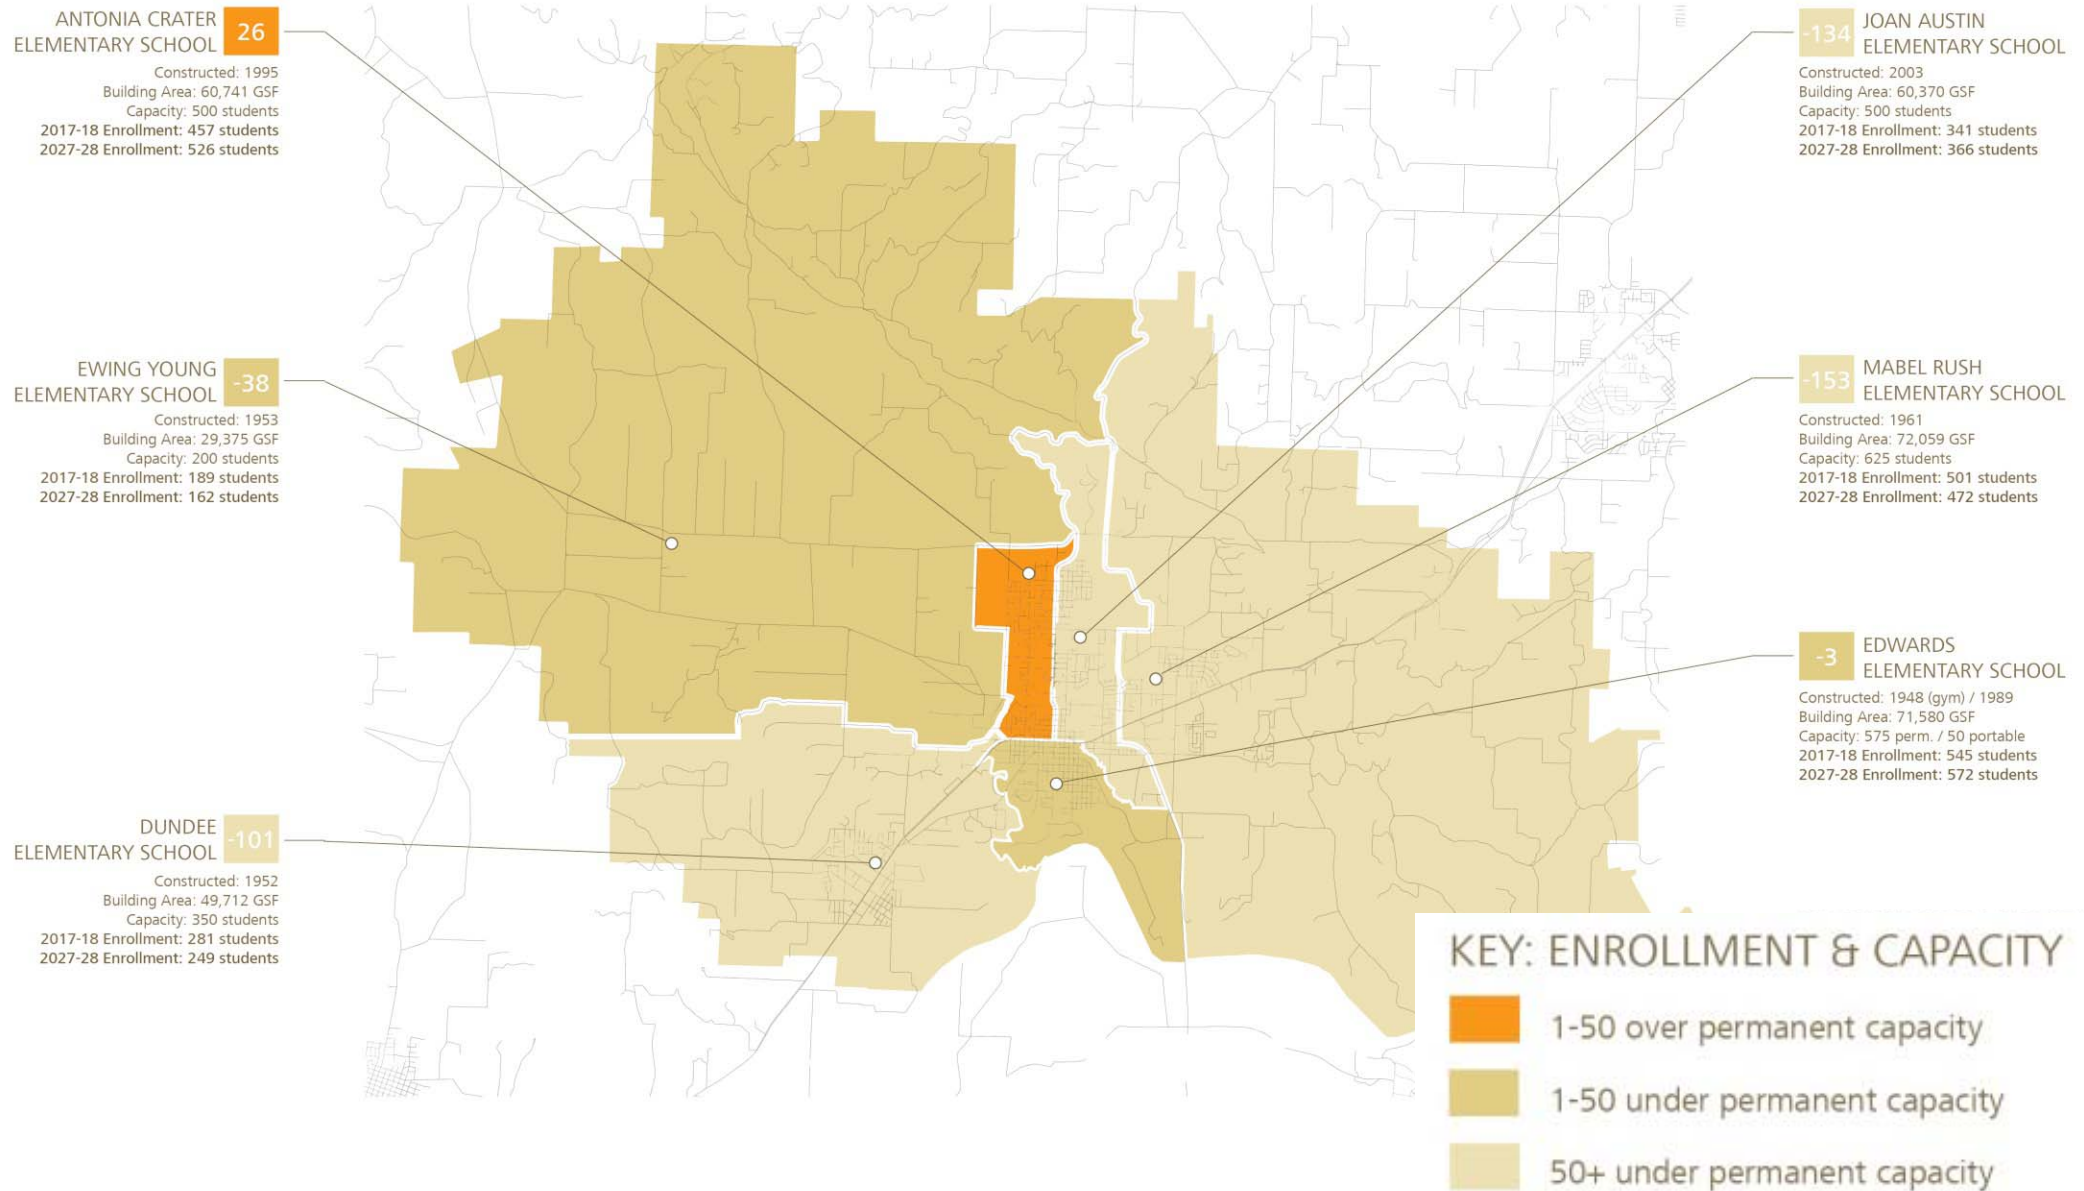 ANTONIA CRATER
ELEMENTARY SCHOOL
26
Constructed: 1995
Building Area: 60,741 GSF
Capacity: 500 students
2017-18 Enrollment: 457 students
2027-28 Enrollment: 526 students
EWING YOUNG
ELEMENTARY SCHOOL
-38
Constructed: 1953
Building Area: 29,375 GSF
Capacity: 200 students
2017-18 Enrollment: 189 students
2027-28 Enrollment: 162 students
DUNDEE
ELEMENTARY SCHOOL
-101
Constructed: 1952
Building Area: 49,712 GSF
Capacity: 350 students
2017-18 Enrollment: 281 students
2027-28 Enrollment: 249 students
-134
JOAN AUSTIN
ELEMENTARY SCHOOL
Constructed: 2003
Building Area: 60,370 GSF
Capacity: 500 students
2017-18 Enrollment: 341 students
2027-28 Enrollment: 366 students
-153
MABEL RUSH
ELEMENTARY SCHOOL
Constructed: 1961
Building Area: 72,059 GSF
Capacity: 625 students
2017-18 Enrollment: 501 students
2027-28 Enrollment: 472 students
-3
EDWARDS
ELEMENTARY SCHOOL
Constructed: 1948 (gym) / 1989
Building Area: 71,580 GSF
Capacity: 575 perm. / 50 portable
2017-18 Enrollment: 545 students
2027-28 Enrollment: 572 students
KEY: ENROLLMENT & CAPACITY
1-50 over permanent capacity
1-50 under permanent capacity
50+ under permanent capacity